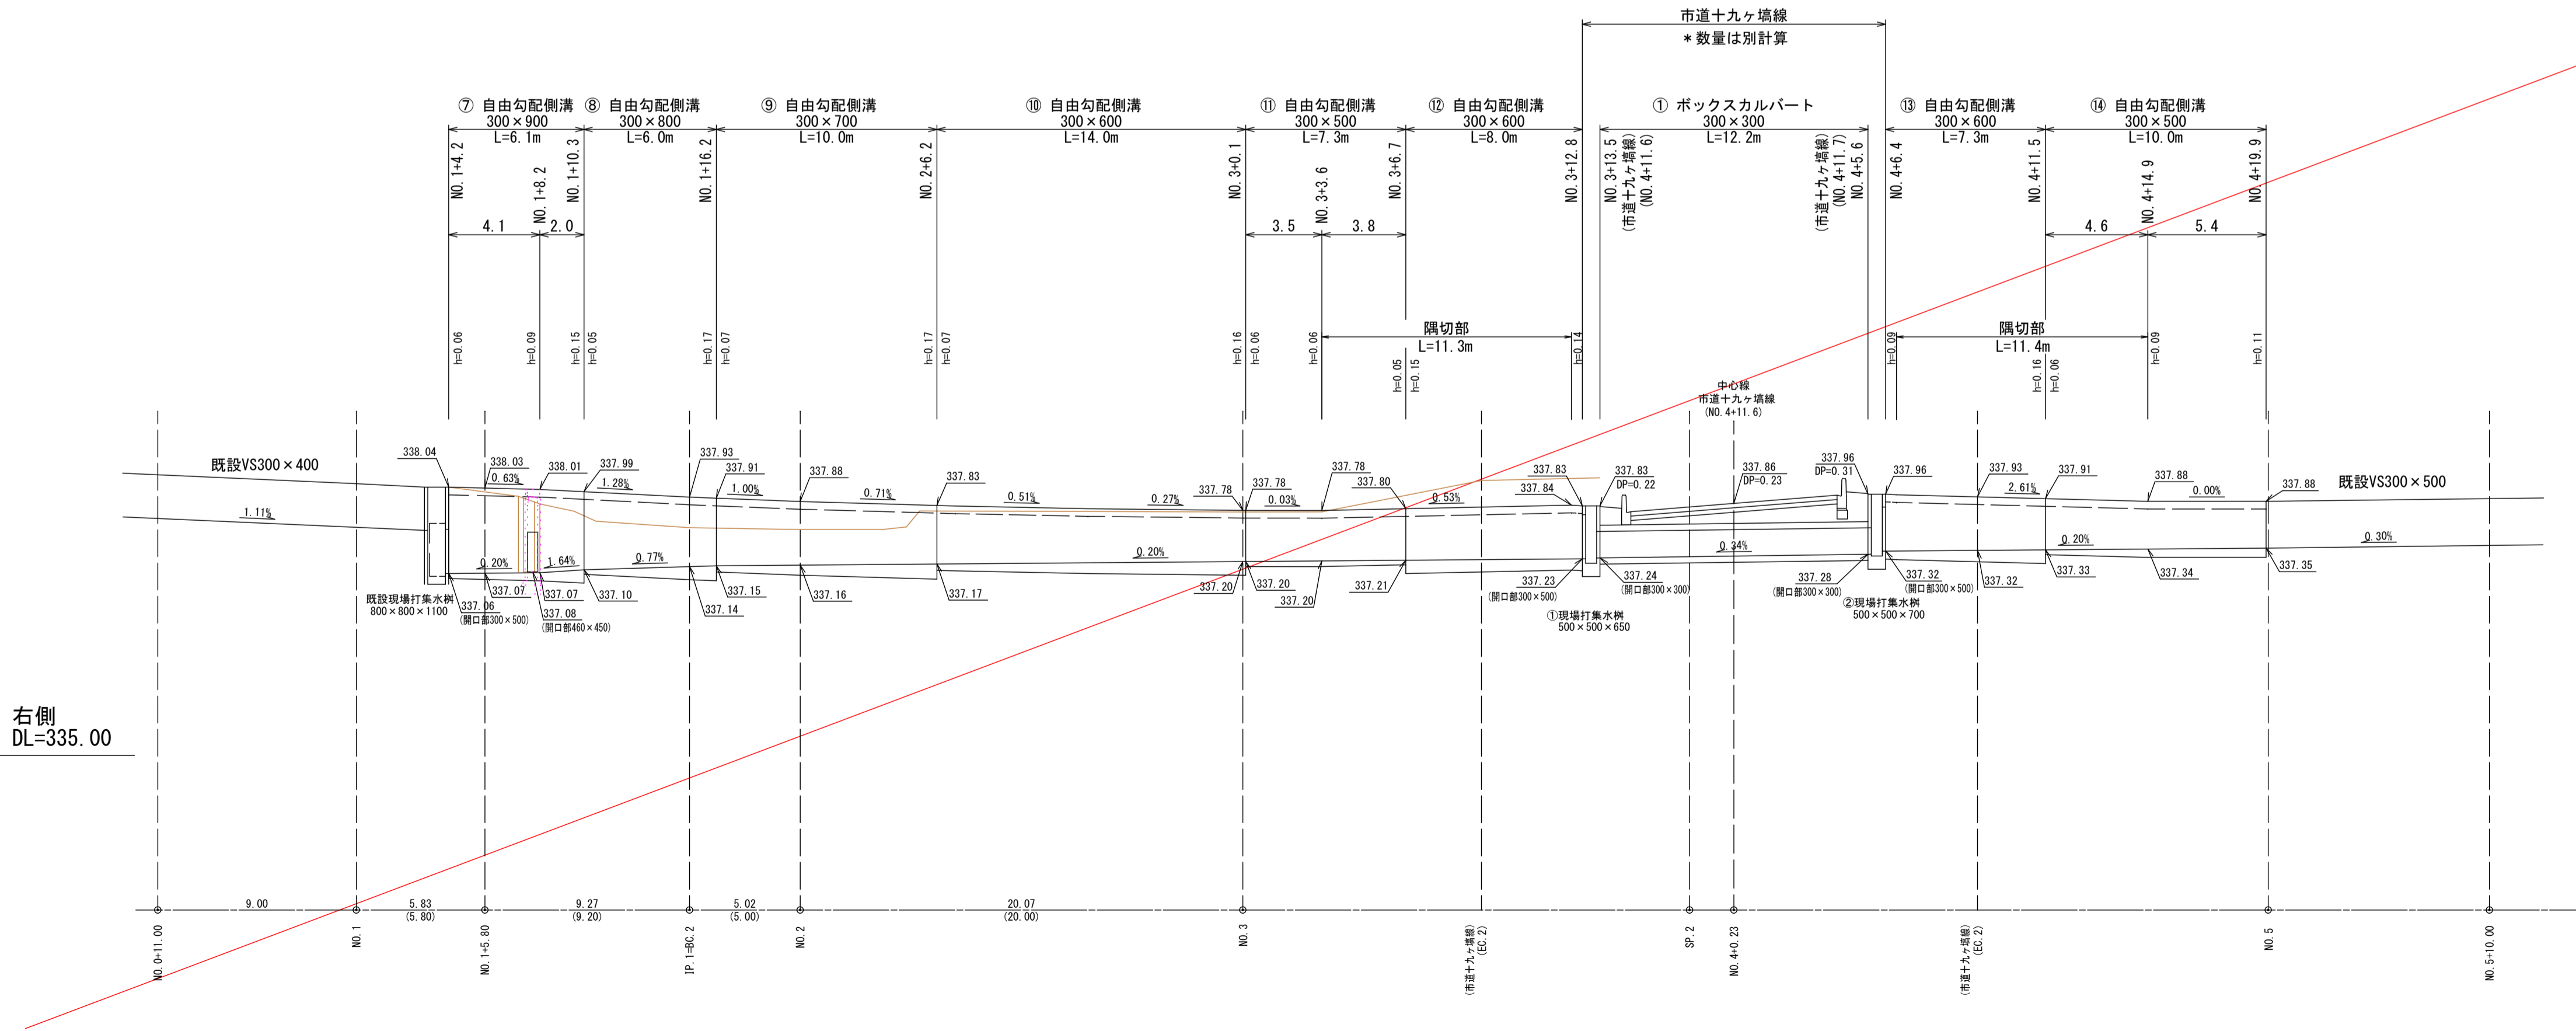 市道十九ヶ塙線
*数量は別計算
⑦ 自由勾配側溝
300×900
L=6.1m
⑧ 自由勾配側溝
300×800
L=6.0m
⑨ 自由勾配側溝
300×700
L=10.0m
⑩ 自由勾配側溝
300×600
L=14.0m
⑪ 自由勾配側溝
300×500
L=7.3m
⑫ 自由勾配側溝
300×600
L=8.0m
① ボックスカルバート
300×300
L=12.2m
⑬ 自由勾配側溝
300×600
L=7.3m
⑭ 自由勾配側溝
300×500
L=10.0m
NO.1+4.2
NO.1+8.2
NO.1+10.3
NO.1+16.2
NO.2+6.2
NO.3+0.1
NO.3+3.6
NO.3+6.7
NO.3+12.8
NO.3+13.5
(市道十九ヶ塙線)
(NO.4+11.6)
(市道十九ヶ塙線)
(NO.4+11.7)
NO.4+5.6
NO.4+6.4
NO.4+11.5
NO.4+14.9
NO.4+19.9
4.1
2.0
3.5
3.8
4.6
5.4
隅切部
L=11.3m
隅切部
L=11.4m
h=0.06
h=0.09
h=0.15
h=0.05
h=0.17
h=0.07
h=0.17
h=0.07
h=0.16
h=0.06
h=0.06
h=0.05
h=0.15
h=0.14
h=0.09
h=0.16
h=0.06
h=0.09
h=0.11
中心線
市道十九ヶ塙線
(NO.4+11.6)
既設VS300×400
1.11%
338.04
338.03
0.63%
338.01
337.99
1.28%
337.93
337.91
1.00%
337.88
0.71%
337.83
0.51%
0.27%
337.78
337.78
0.03%
337.78
337.80
0.53%
337.83
337.84
337.83
DP=0.22
337.86
DP=0.23
337.96
DP=0.31
337.96
337.93
2.61%
337.91
337.88
0.00%
337.88
既設VS300×500
0.30%
0.20%
1.64%
0.77%
0.20%
0.34%
0.20%
既設現場打集水桝
800×800×1100
337.06
(開口部300×500)
337.07
337.07
337.08
(開口部460×450)
337.10
337.14
337.15
337.16
337.17
337.20
337.20
337.20
337.21
337.23
(開口部300×500)
337.24
(開口部300×300)
①現場打集水桝
500×500×650
337.28
(開口部300×300)
337.32
(開口部300×500)
②現場打集水桝
500×500×700
337.32
337.33
337.34
337.35
右側
DL=335.00
9.00
5.83
(5.80)
9.27
(9.20)
5.02
(5.00)
20.07
(20.00)
NO.0+11.00
NO.1
NO.1+5.80
IP.1=BC.2
NO.2
NO.3
(市道十九ヶ塙線)
(EC.2)
SP.2
NO.4+0.23
(市道十九ヶ塙線)
(EC.2)
NO.5
NO.5+10.00